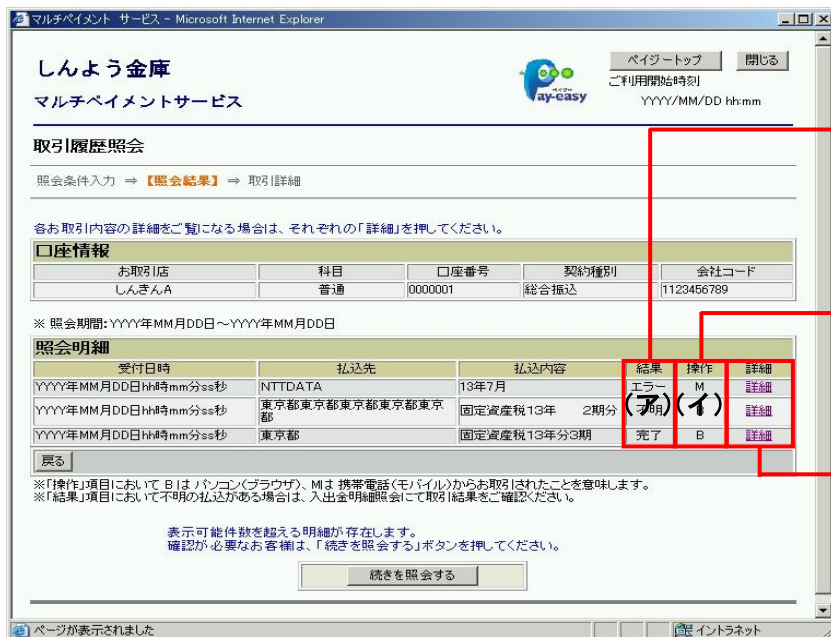 マルチペイメント サービス - Microsoft Internet Explorer
しんよう金庫
マルチペイメントサービス
ペイジー
Pay-easy
ペイジートップ
閉じる
ご利用開始時刻
YYYY/MM/DD hh:mm
取引履歴照会
照会条件入力 ⇒ 【照会結果】 ⇒ 取引詳細
各お取引内容の詳細をご覧になる場合は、それぞれの「詳細」を押してください。
口座情報
お取引店 科目 口座番号 契約種別 会社コード
しんきんA 普通 0000001 総合振込 1123456789
※ 照会期間:YYYY年MM月DD日~YYYY年MM月DD日
照会明細
受付日時 払込先 払込内容 結果 操作 詳細
YYYY年MM月DD日hh時mm分ss秒 NTTDATA 13年7月 エラー M 詳細
YYYY年MM月DD日hh時mm分ss秒 東京都東京都東京都東京都東京都 固定資産税13年 2期分 (ア) (イ) 詳細
YYYY年MM月DD日hh時mm分ss秒 東京都 固定資産税13年分3期 完了 B 詳細
戻る
※「操作」項目において Bは パソコン(ブラウザ)、Mは 携帯電話(モバイル)からお取引されたことを意味します。
※「結果」項目において不明の払込がある場合は、入出金明細照会にて取引結果をご確認ください。
表示可能件数を超える明細が存在します。
確認が必要なお客様は、「続きを照会する」ボタンを押してください。
続きを照会する
ページが表示されました
イントラネット